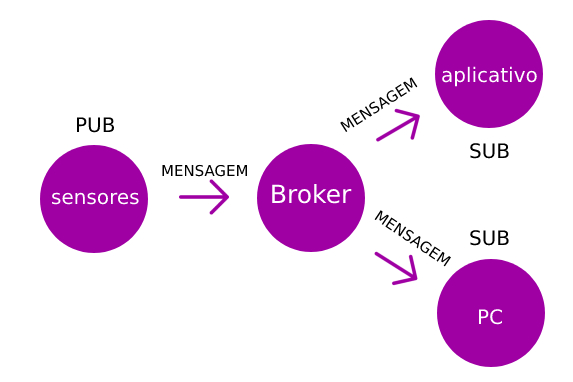 PUB
sensores
MENSAGEM
Broker
MENSAGEM
aplicativo
SUB
MENSAGEM
SUB
PC